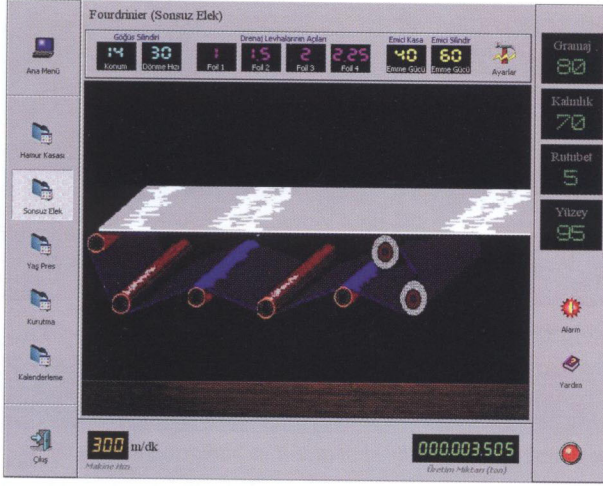 Fourdrinier (Sonsuz Elek)
Göğüs Silindiri
Drenaj Levhalarının Açıları
Emici Kasa
Emici Silindir
14
30
1
1.5
2
2.25
40
60
Konum
Dönme Hızı
Foil 1
Foil 2
Foil 3
Foil 4
Emme Gücü
Emme Gücü
Ayarlar
Ana Menü
Hamur Kasası
Sonsuz Elek
Yaş Pres
Kurutma
Kalenderleme
Çıkış
Gramaj
80
Kalınlık
70
Rutubet
5
Yüzey
95
Alarm
Yardım
300 m/dk
Makine Hızı
000.003.505
Üretim Miktarı (ton)